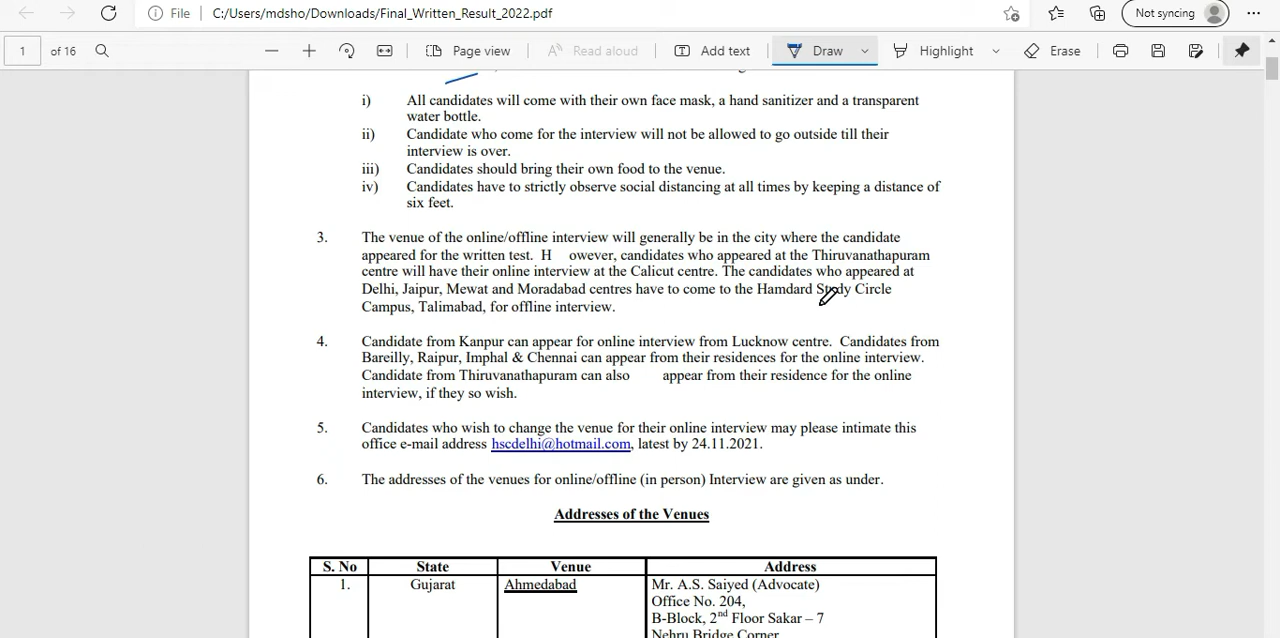 File
C:/Users/mdsho/Downloads/Final_Written_Result_2022.pdf
Not syncing
1 of 16
Page view
Read aloud
Add text
Draw
Highlight
Erase
i) All candidates will come with their own face mask, a hand sanitizer and a transparent
water bottle.
ii) Candidate who come for the interview will not be allowed to go outside till their
interview is over.
iii) Candidates should bring their own food to the venue.
iv) Candidates have to strictly observe social distancing at all times by keeping a distance of
six feet.
3. The venue of the online/offline interview will generally be in the city where the candidate
appeared for the written test. H owever, candidates who appeared at the Thiruvanathapuram
centre will have their online interview at the Calicut centre. The candidates who appeared at
Delhi, Jaipur, Mewat and Moradabad centres have to come to the Hamdard Study Circle
Campus, Talimabad, for offline interview.
4. Candidate from Kanpur can appear for online interview from Lucknow centre. Candidates from
Bareilly, Raipur, Imphal & Chennai can appear from their residences for the online interview.
Candidate from Thiruvanathapuram can also appear from their residence for the online
interview, if they so wish.
5. Candidates who wish to change the venue for their online interview may please intimate this
office e-mail address hscdelhi@hotmail.com, latest by 24.11.2021.
6. The addresses of the venues for online/offline (in person) Interview are given as under.
Addresses of the Venues
S. No State Venue Address
1. Gujarat Ahmedabad Mr. A.S. Saiyed (Advocate)
Office No. 204,
B-Block, 2nd Floor Sakar – 7
Nehru Bridge Corner